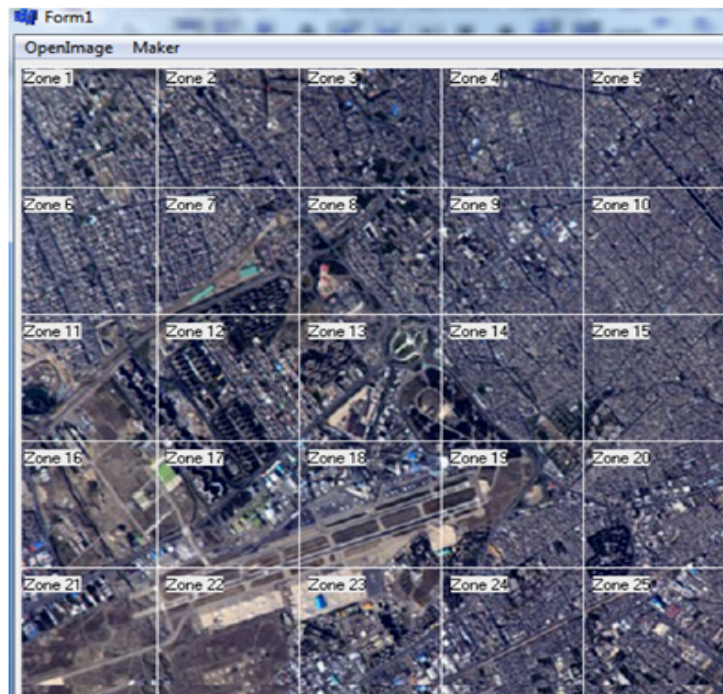 Form1
OpenImage Maker
Zone 1 Zone 2 Zone 3 Zone 4 Zone 5
Zone 6 Zone 7 Zone 8 Zone 9 Zone 10
Zone 11 Zone 12 Zone 13 Zone 14 Zone 15
Zone 16 Zone 17 Zone 18 Zone 19 Zone 20
Zone 21 Zone 22 Zone 23 Zone 24 Zone 25